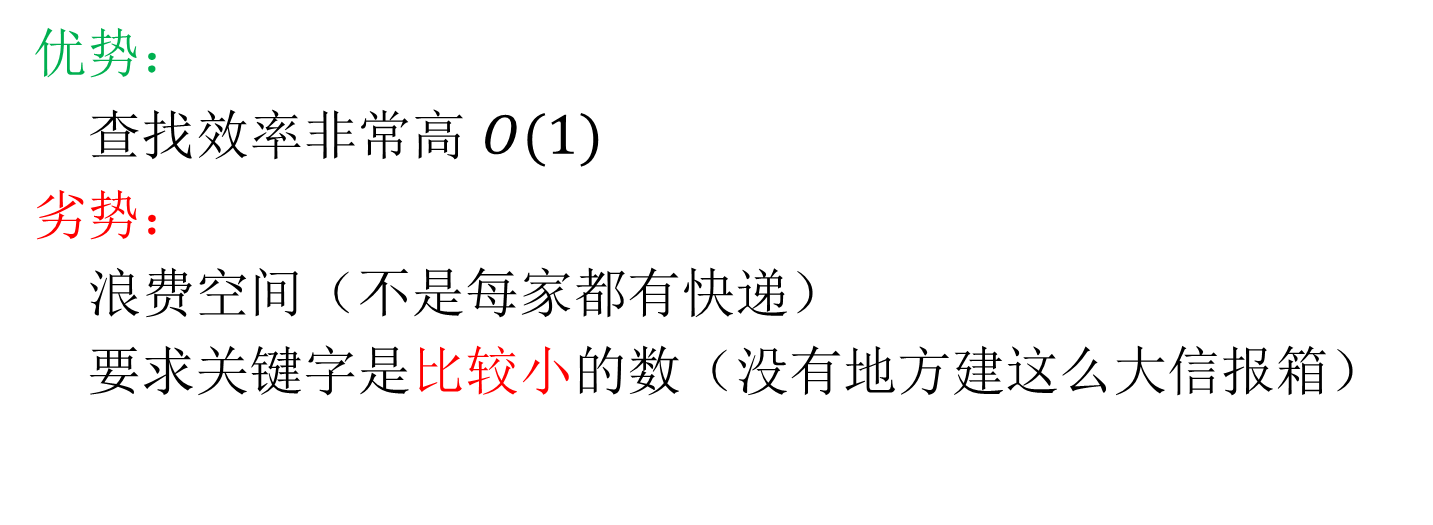 优势：
查找效率非常高 O(1)
劣势：
浪费空间（不是每家都有快递）
要求关键字是比较小的数（没有地方建这么大信报箱）